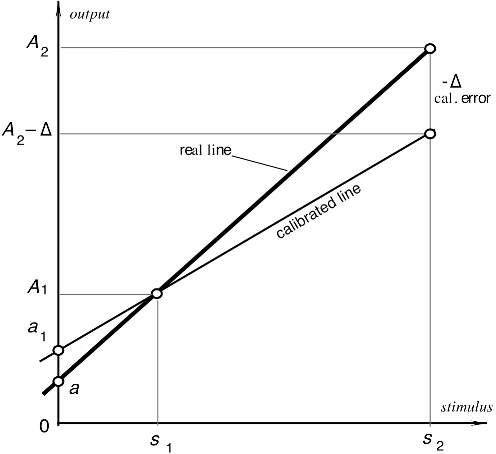 output
A2
-Δ
cal. error
A2–Δ
real line
calibrated line
A1
a1
a
stimulus
0
s1
s2